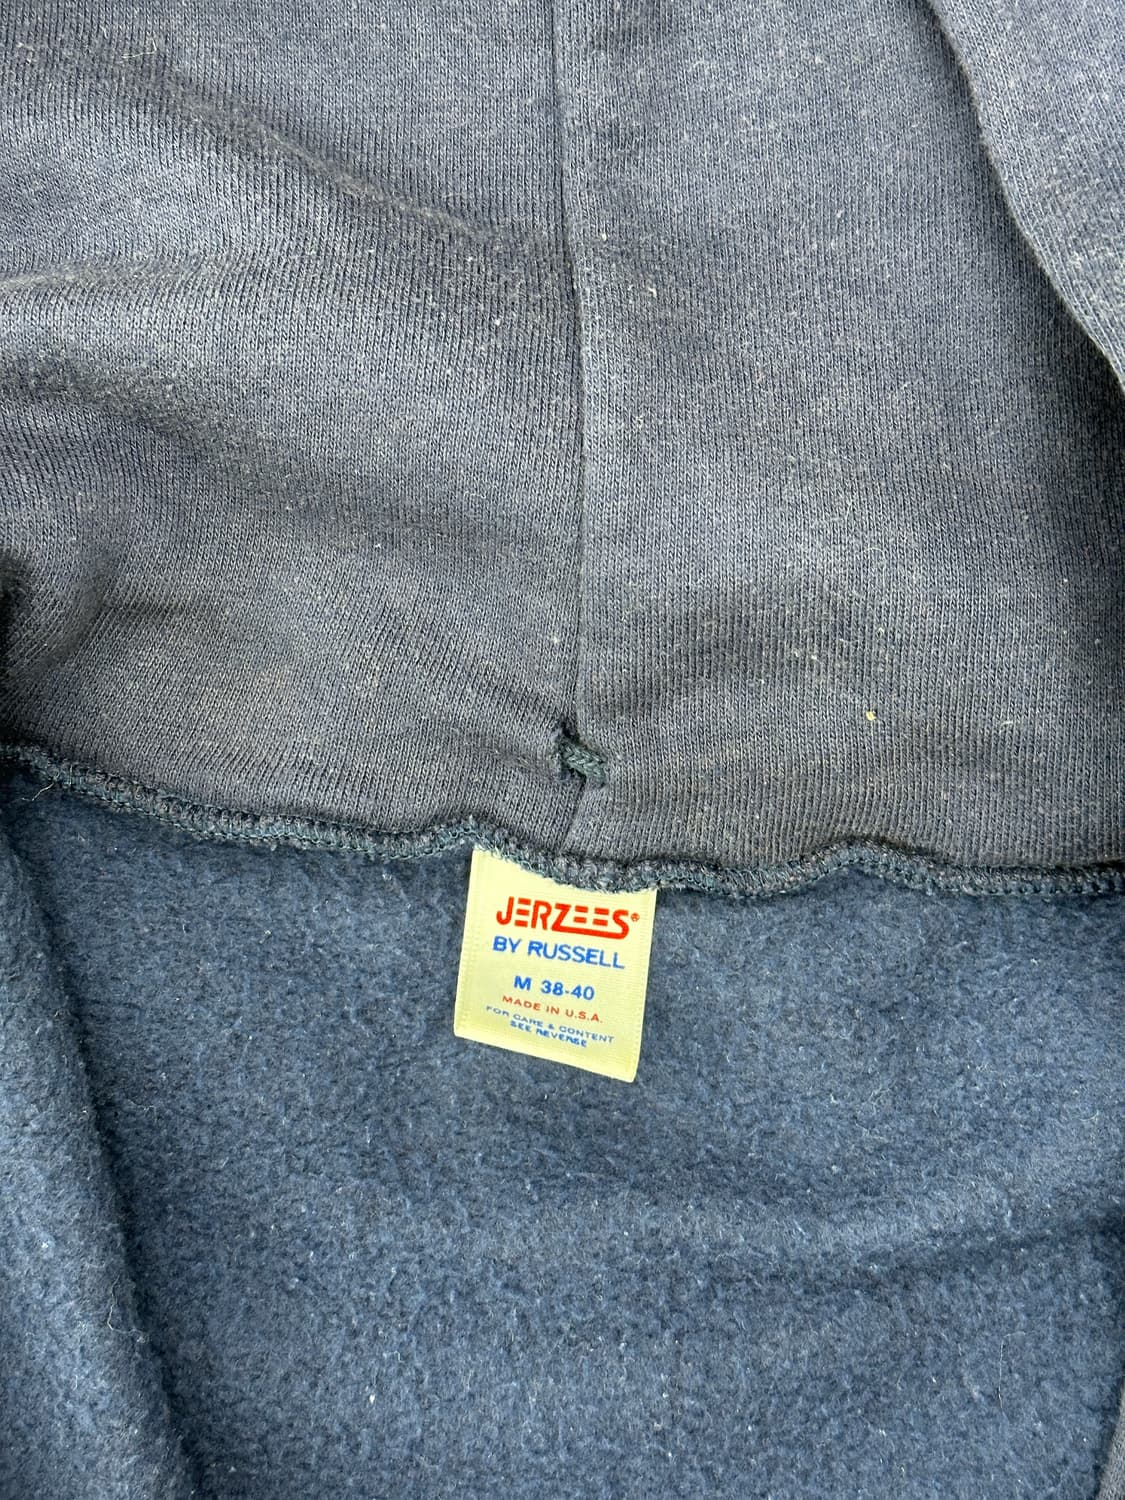 JERZEES®
BY RUSSELL
M 38-40
MADE IN U.S.A.
FOR CARE & CONTENT
SEE REVERSE